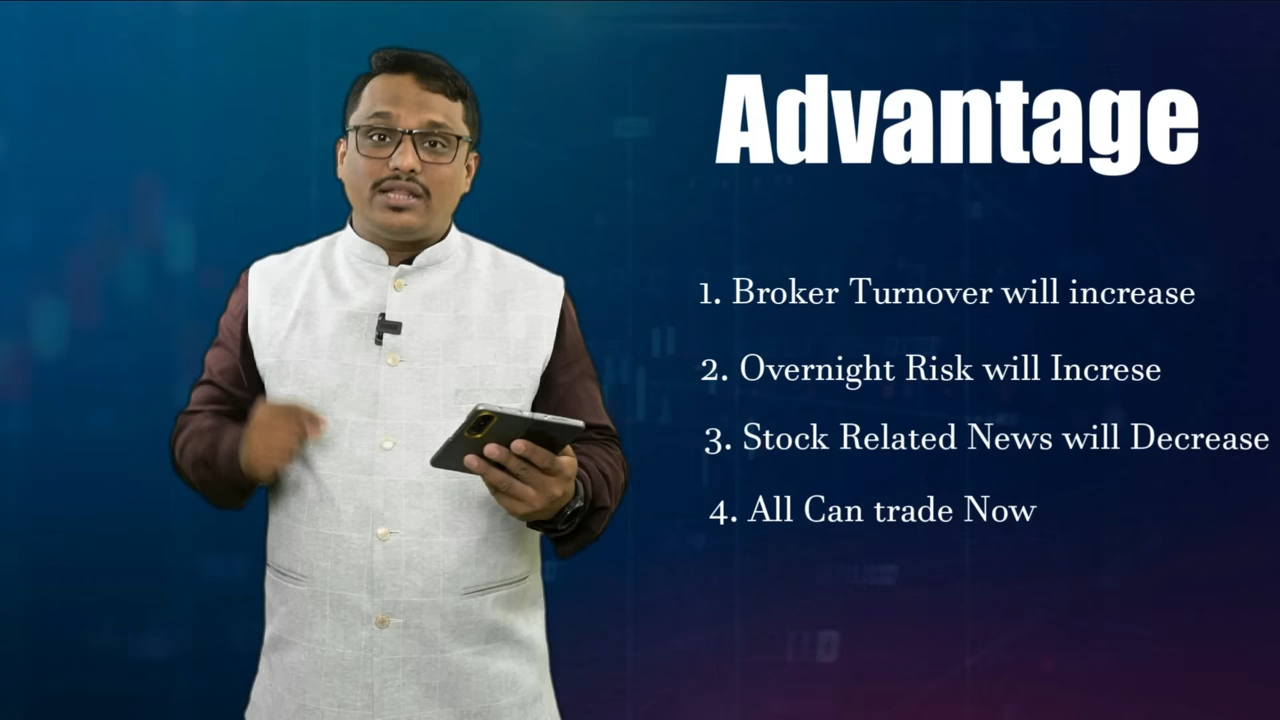 Advantage
1. Broker Turnover will increase
2. Overnight Risk will Increse
3. Stock Related News will Decrease
4. All Can trade Now